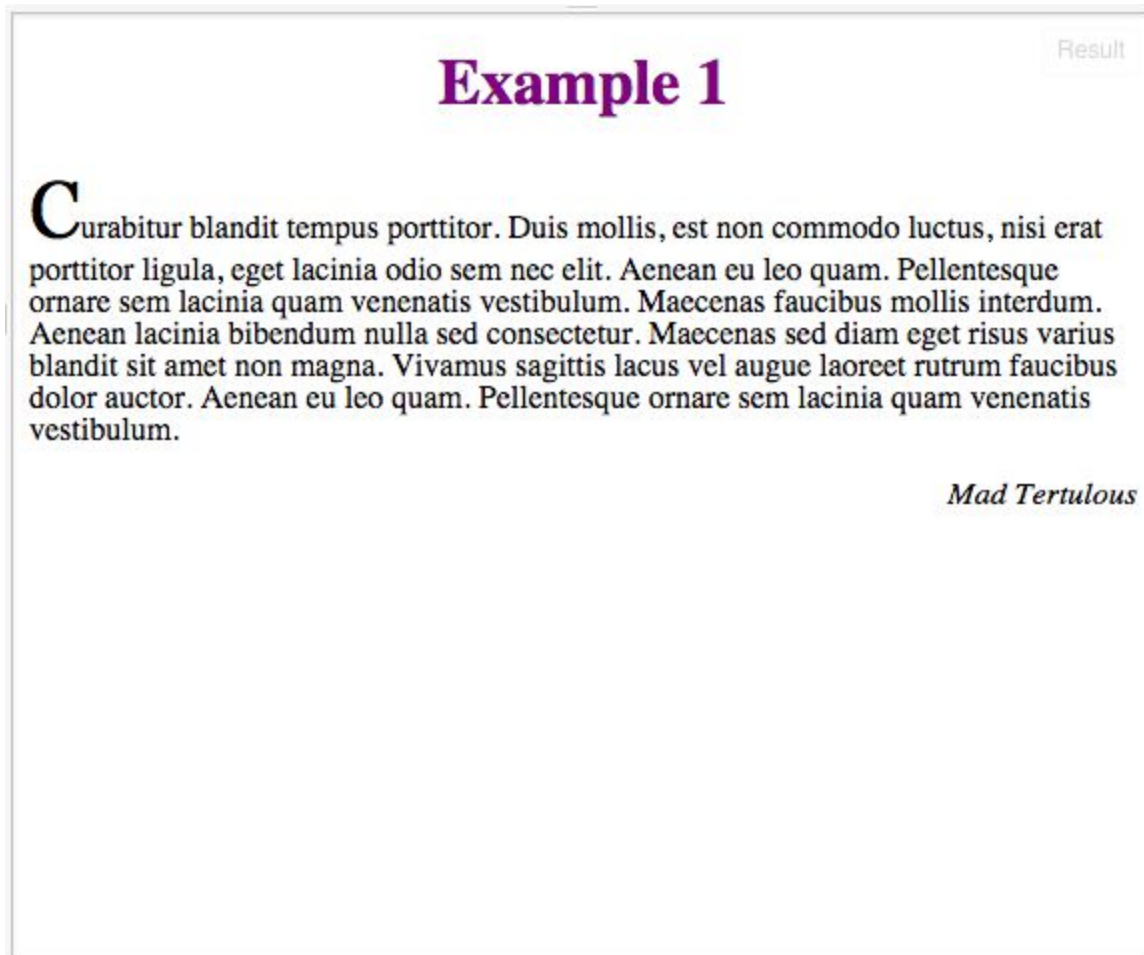 Result
Example 1
Curabitur blandit tempus porttitor. Duis mollis, est non commodo luctus, nisi erat
porttitor ligula, eget lacinia odio sem nec elit. Aenean eu leo quam. Pellentesque
ornare sem lacinia quam venenatis vestibulum. Maecenas faucibus mollis interdum.
Aenean lacinia bibendum nulla sed consectetur. Maecenas sed diam eget risus varius
blandit sit amet non magna. Vivamus sagittis lacus vel augue laoreet rutrum faucibus
dolor auctor. Aenean eu leo quam. Pellentesque ornare sem lacinia quam venenatis
vestibulum.
Mad Tertulous